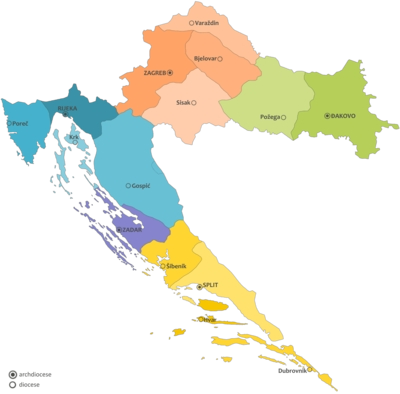 Varaždin
Bjelovar
ZAGREB
Sisak
Požega
ĐAKOVO
RIJEKA
Poreč
Krk
Gospić
ZADAR
Šibenik
SPLIT
Hvar
Dubrovnik
archdiocese
diocese